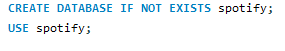 CREATE DATABASE IF NOT EXISTS spotify;
USE spotify;